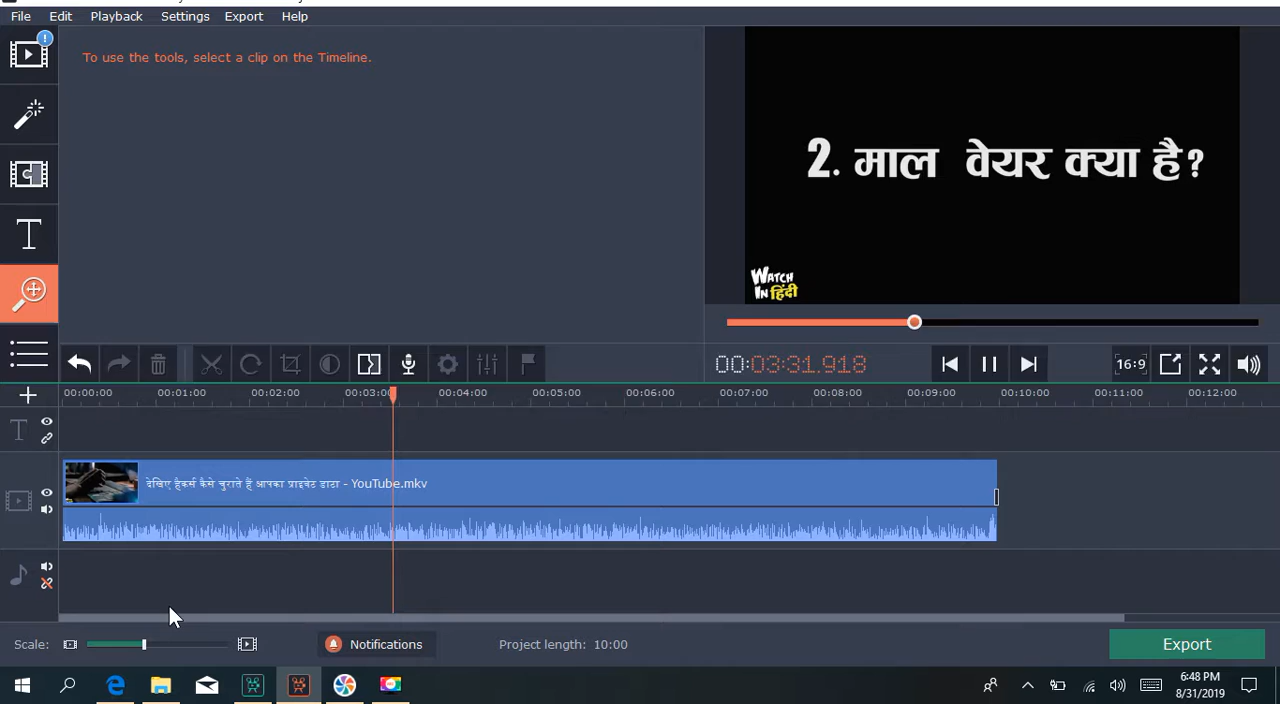 File Edit Playback Settings Export Help
To use the tools, select a clip on the Timeline.
2. माल वेयर क्या है?
WATCH
IN हिंदी
00:03:31.918
16:9
00:00:00 00:01:00 00:02:00 00:03:00 00:04:00 00:05:00 00:06:00 00:07:00 00:08:00 00:09:00 00:10:00 00:11:00 00:12:00
देखिए हैकर्स कैसे चुराते हैं आपका प्राइवेट डाटा - YouTube.mkv
Scale: Notifications Project length: 10:00 Export
6:48 PM
8/31/2019